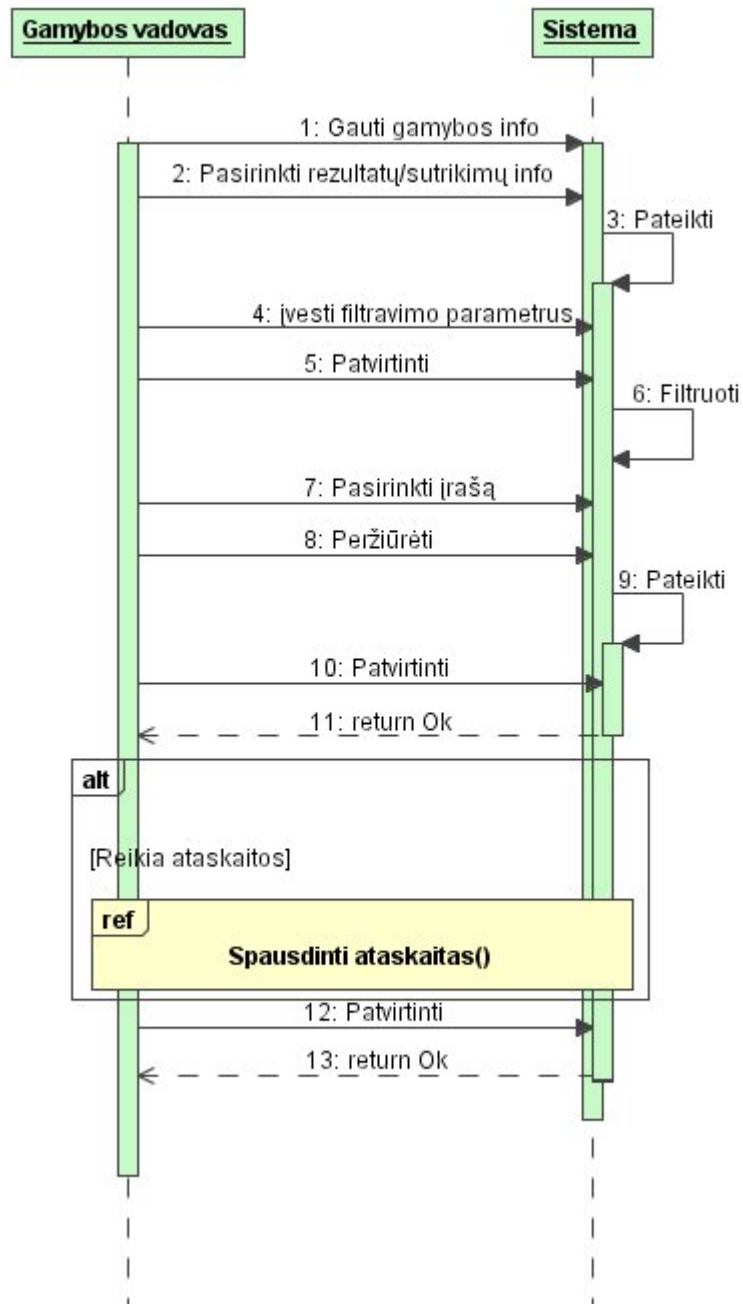 Gamybos vadovas
Sistema
1: Gauti gamybos info
2: Pasirinkti rezultatų/sutrikimų info
3: Pateikti
4: įvesti filtravimo parametrus
5: Patvirtinti
6: Filtruoti
7: Pasirinkti įrašą
8: Peržiūrėti
9: Pateikti
10: Patvirtinti
11: return Ok
alt
[Reikia ataskaitos]
ref
Spausdinti ataskaitas()
12: Patvirtinti
13: return Ok